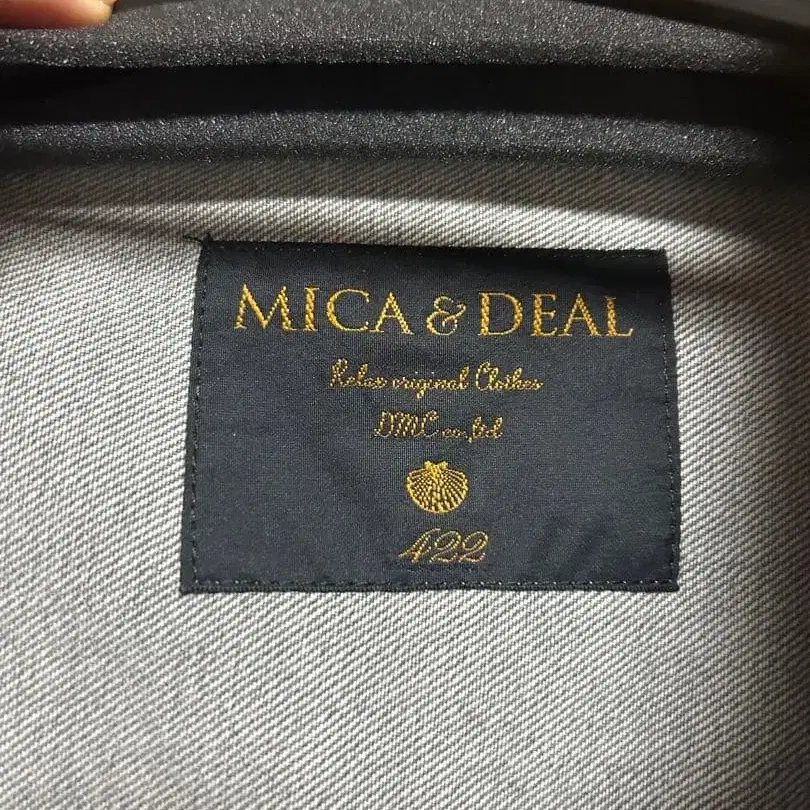 MICA & DEAL
Relax original Clothes
DMC co,ltd
422